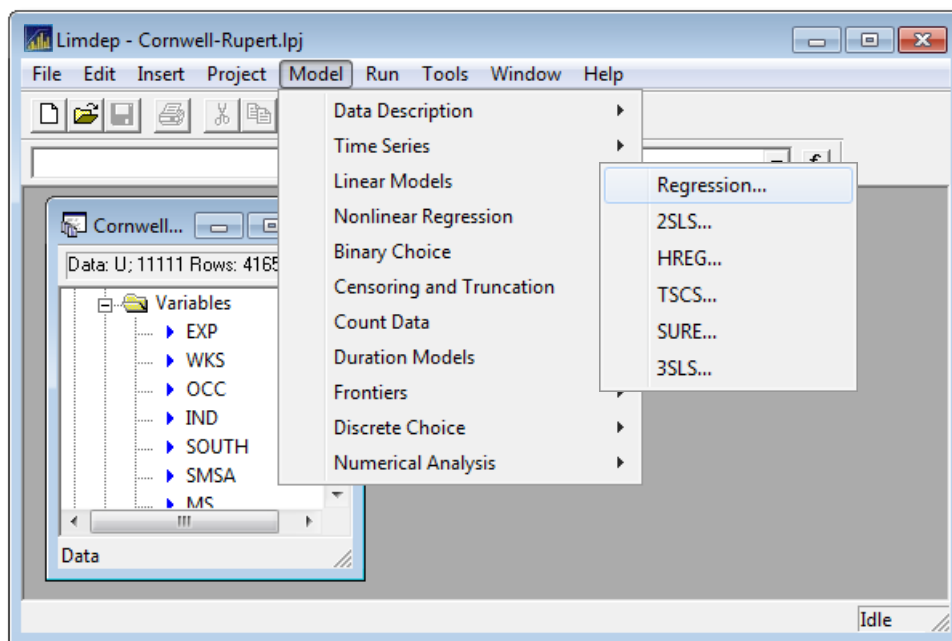 Limdep - Cornwell-Rupert.lpj
File Edit Insert Project Model Run Tools Window Help
Data Description
Time Series
Linear Models
Nonlinear Regression
Binary Choice
Censoring and Truncation
Count Data
Duration Models
Frontiers
Discrete Choice
Numerical Analysis
Regression...
2SLS...
HREG...
TSCS...
SURE...
3SLS...
Cornwell...
Data: U; 11111 Rows: 4165
Variables
EXP
WKS
OCC
IND
SOUTH
SMSA
MS
Data
Idle